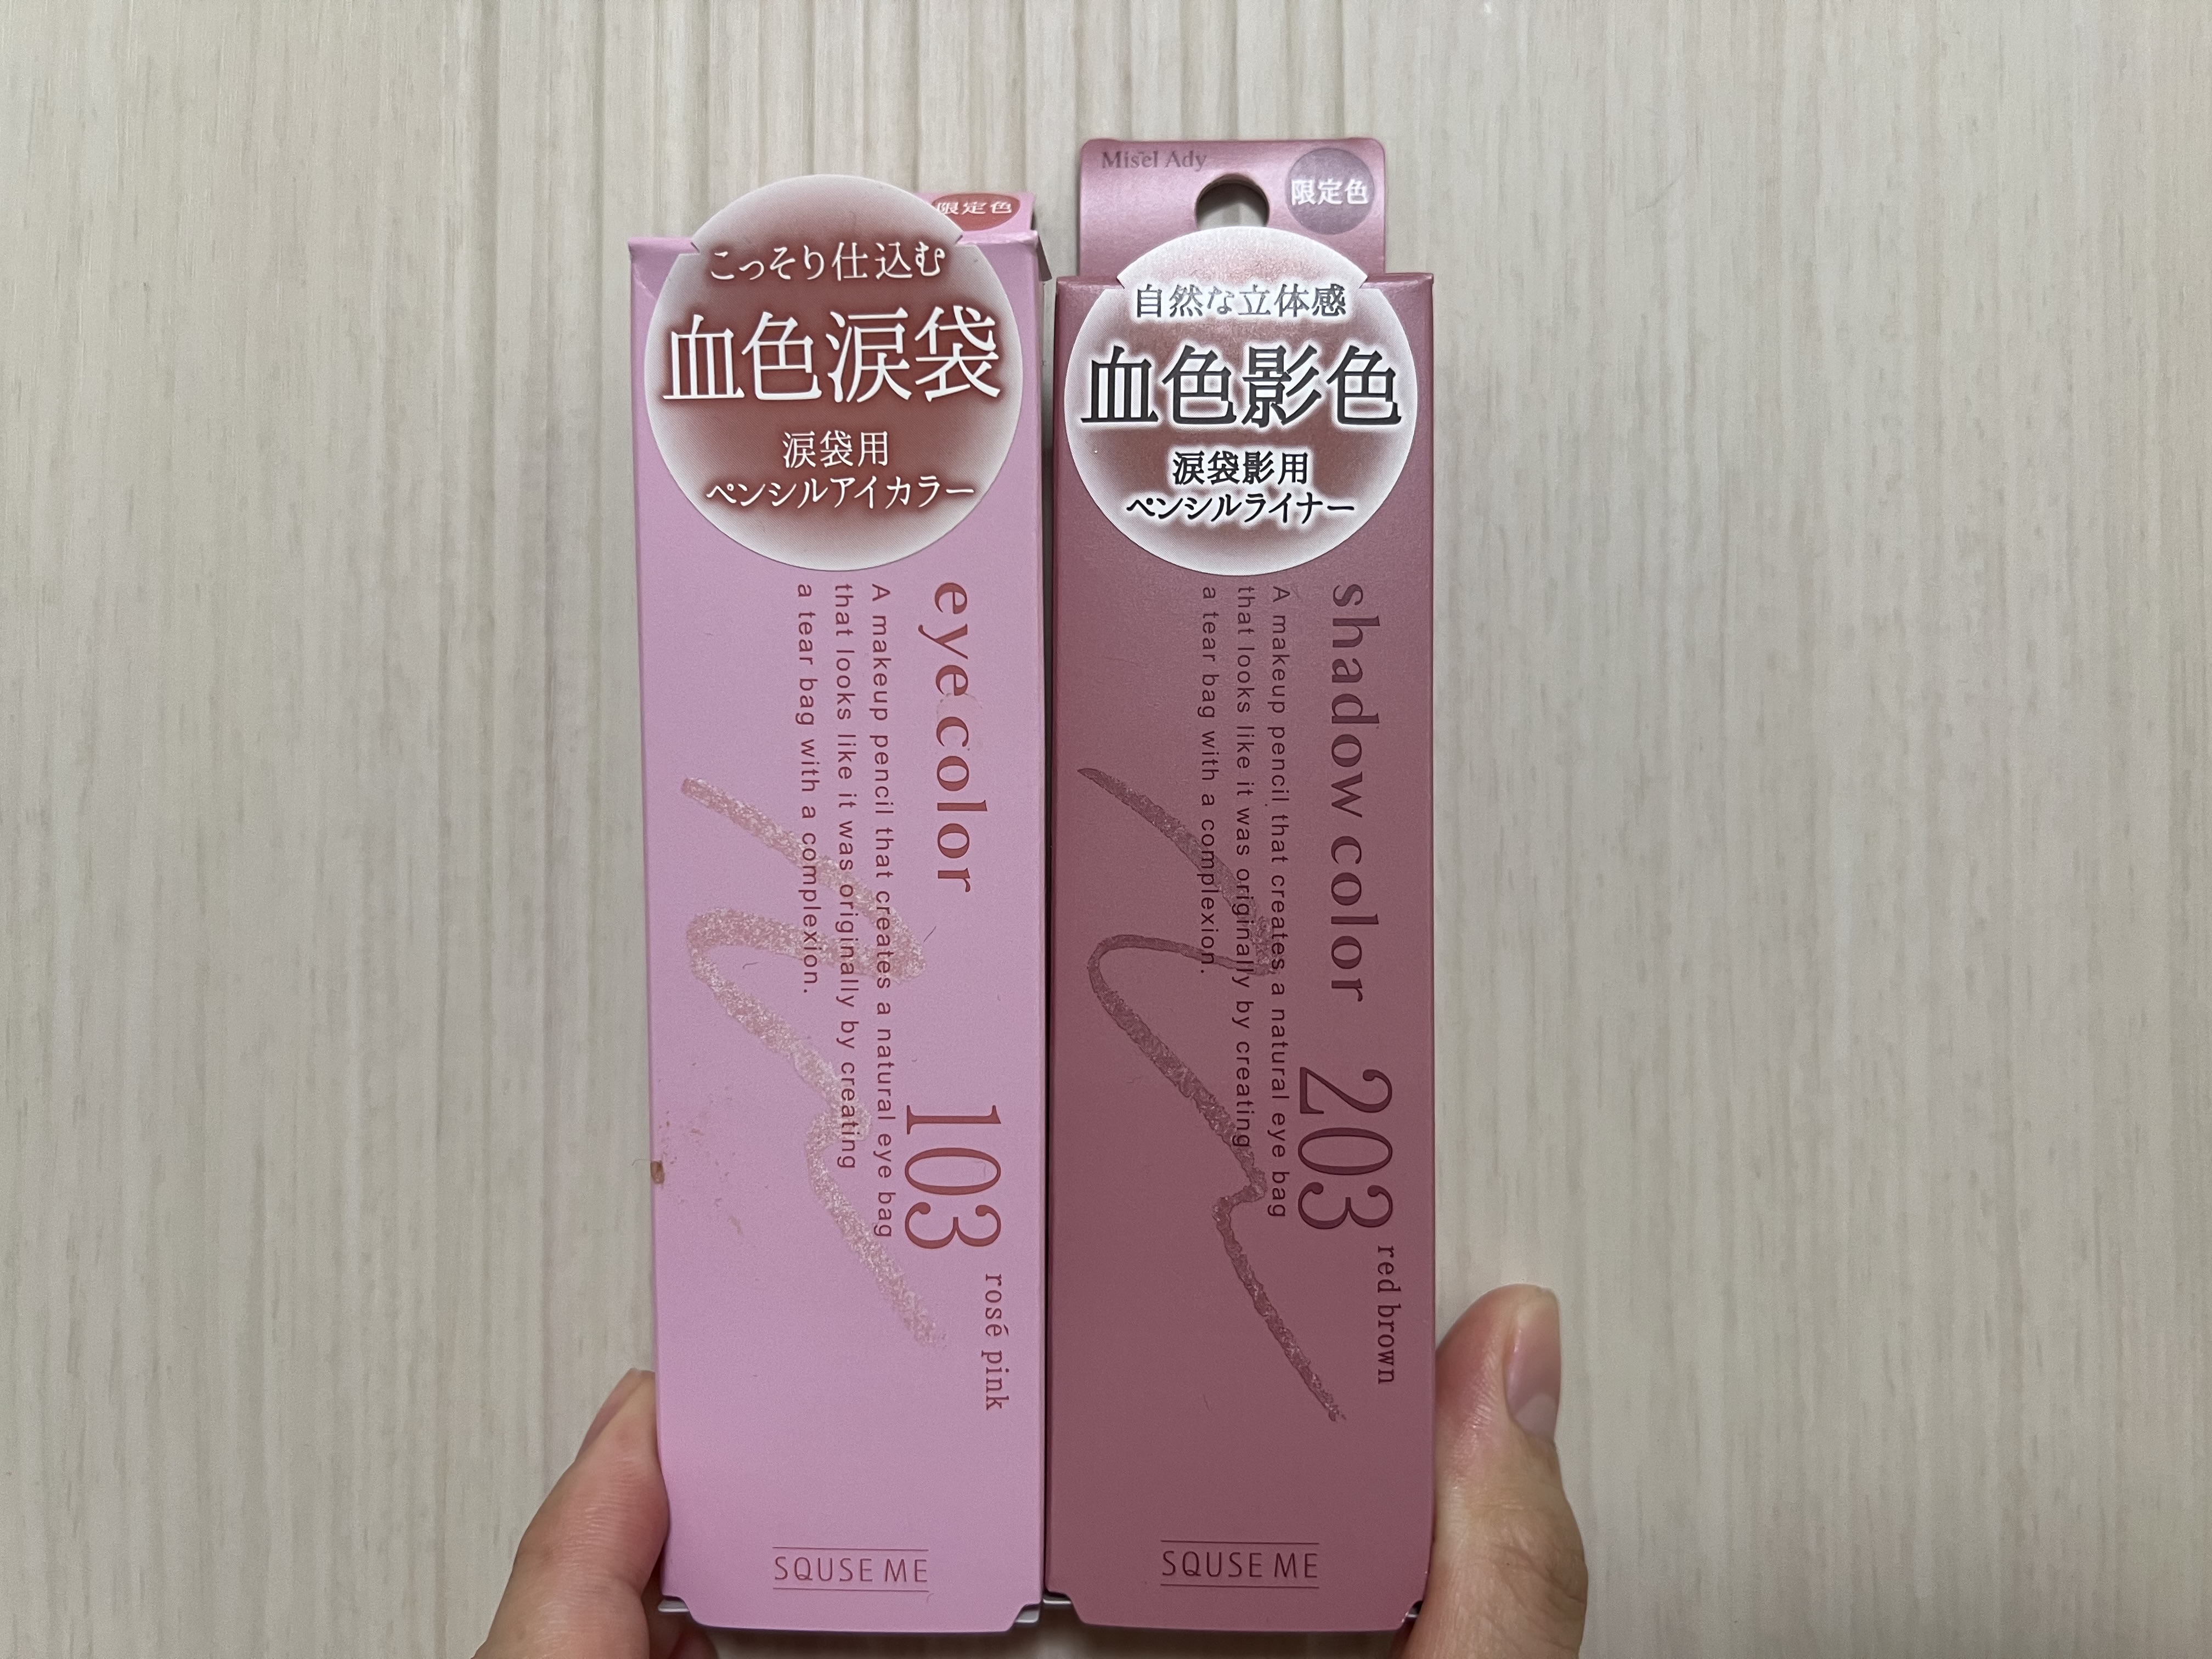 限定色
こっそり仕込む
血色涙袋
涙袋用
ペンシルアイカラー
eye color
A makeup pencil that creates a natural eye bag
that looks like it was originally by creating
a tear bag with a complexion.
103
rosé pink
SQUSE ME
Misel Ady
限定色
自然な立体感
血色影色
涙袋影用
ペンシルライナー
shadow color
A makeup pencil that creates a natural eye bag
that looks like it was originally by creating
a tear bag with a complexion.
203
red brown
SQUSE ME